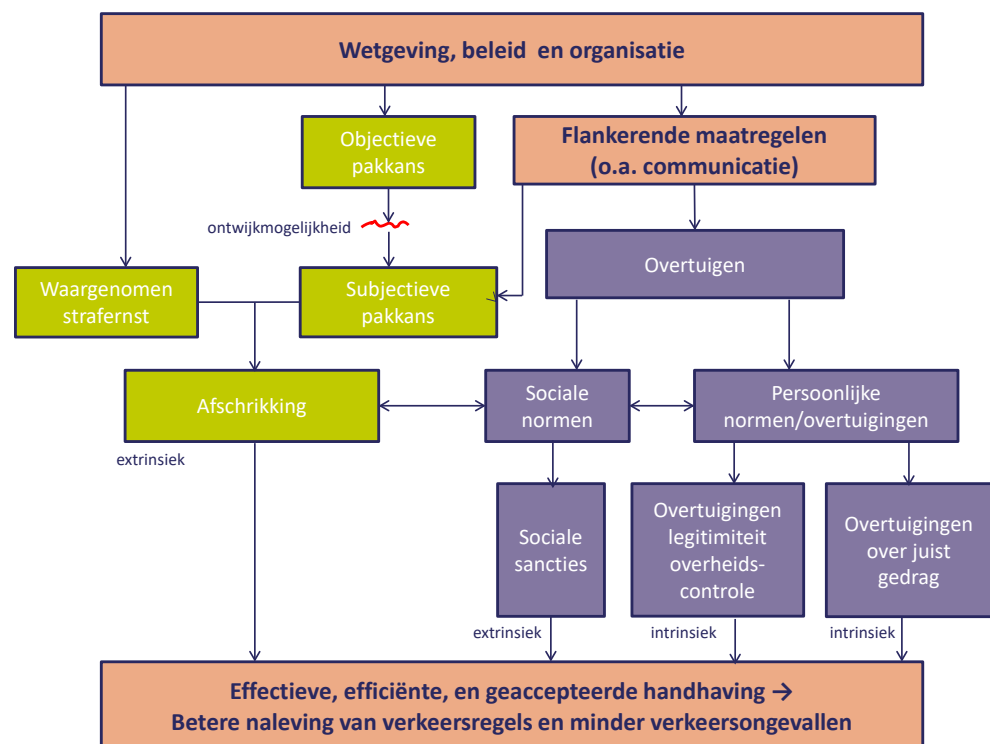 Wetgeving, beleid en organisatie
Objectieve
pakkans
Flankerende maatregelen
(o.a. communicatie)
ontwijkmogelijkheid
Overtuigen
Waargenomen
strafernst
Subjectieve
pakkans
Afschrikking
Sociale
normen
Persoonlijke
normen/overtuigingen
extrinsiek
Sociale
sancties
Overtuigingen
legitimiteit
overheids-
controle
Overtuigingen
over juist
gedrag
extrinsiek
intrinsiek
intrinsiek
Effectieve, efficiënte, en geaccepteerde handhaving →
Betere naleving van verkeersregels en minder verkeersongevallen